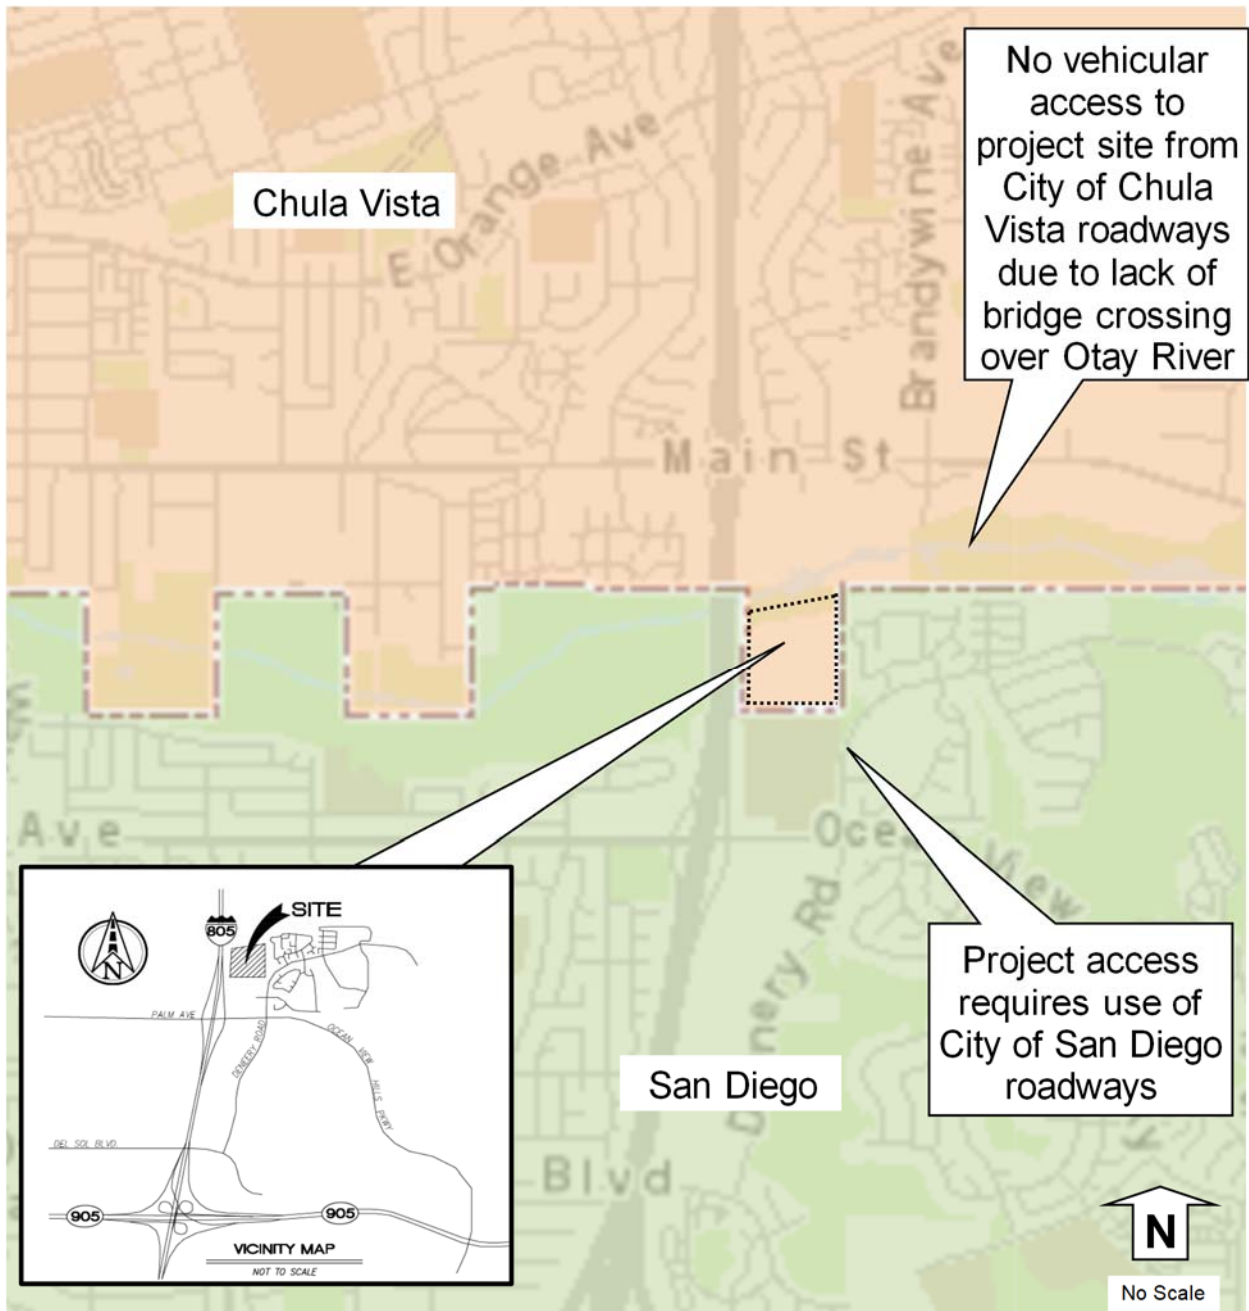 No vehicular
access to
project site from
City of Chula
Vista roadways
due to lack of
bridge crossing
over Otay River
Chula Vista
E Orange Ave
Brandywine Ave
Main St
Ave
Ocean View
Denery Rd
Blvd
San Diego
Project access
requires use of
City of San Diego
roadways
SITE
805
N
PALM AVE
DENEERY ROAD
OCEAN VIEW HILLS PKWY
DEL SOL BLVD.
905
905
VICINITY MAP
NOT TO SCALE
N
No Scale